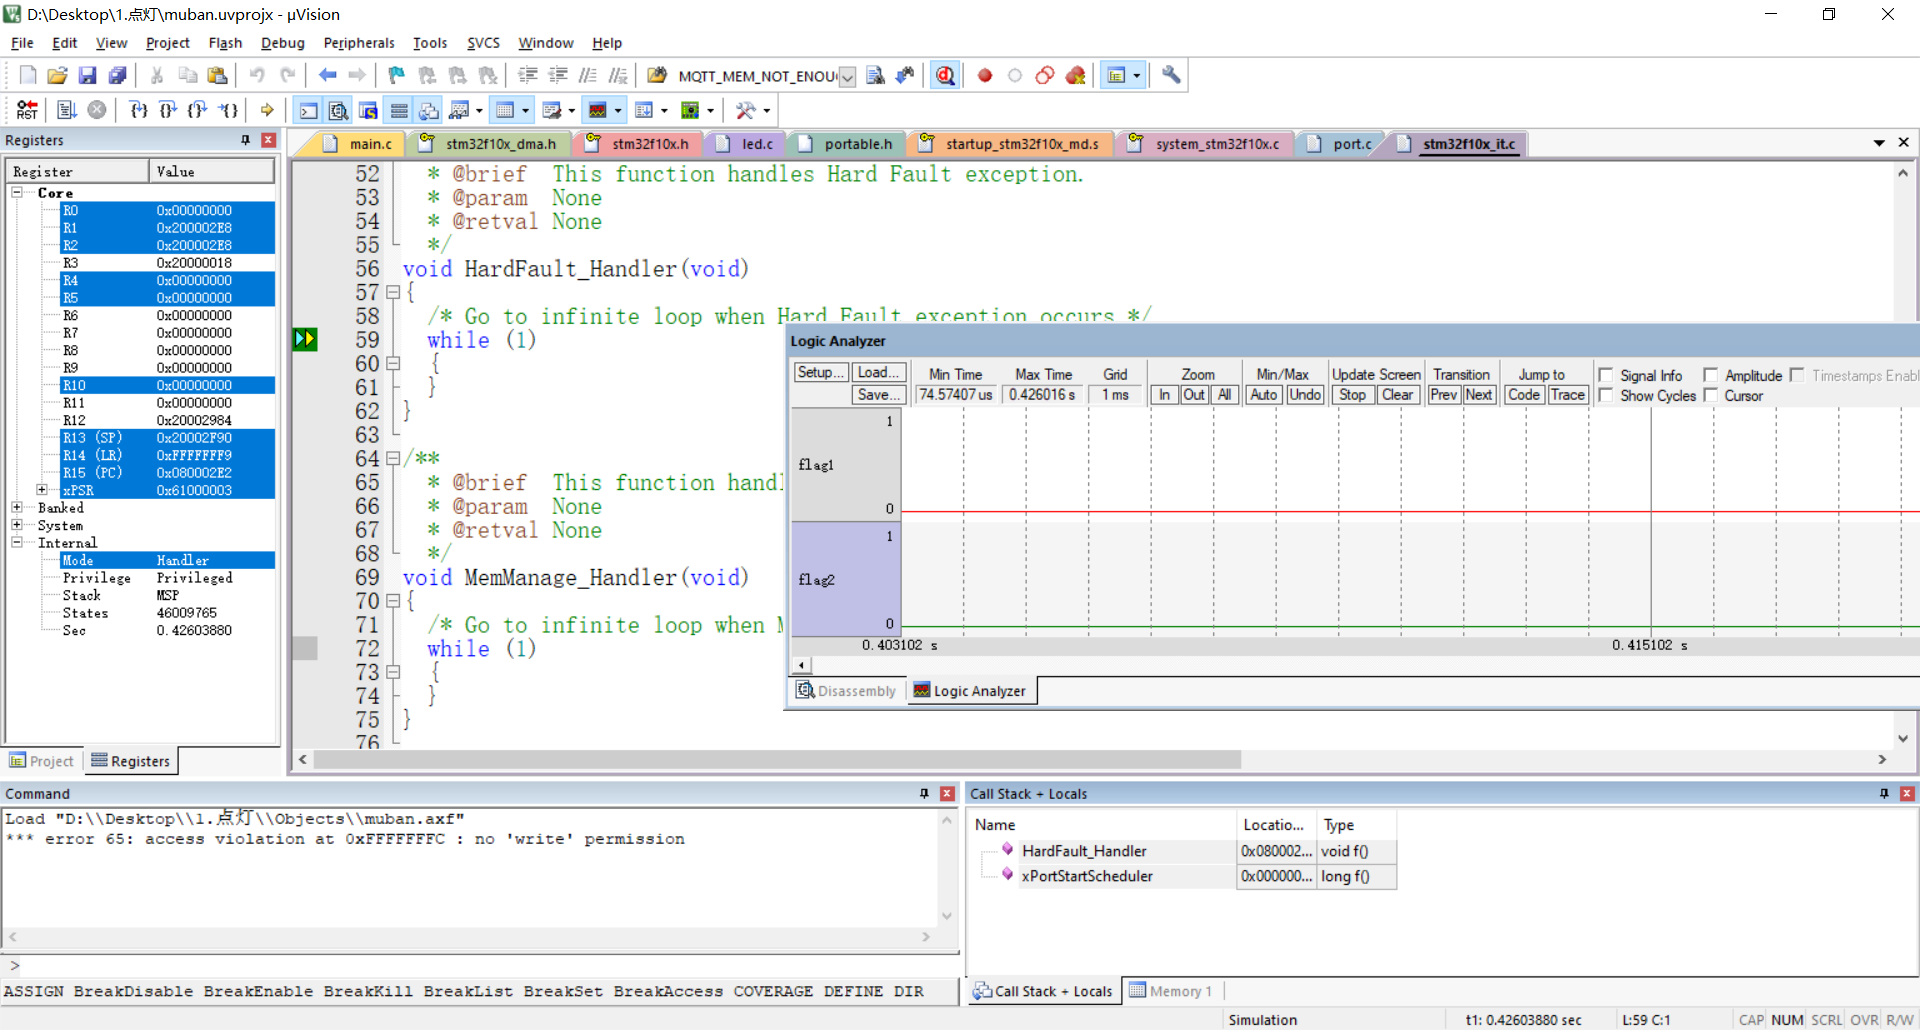 D:\Desktop\1.点灯\muban.uvprojx - µVision
File Edit View Project Flash Debug Peripherals Tools SVCS Window Help
MQTT_MEM_NOT_ENOU
RST
Registers
main.c stm32f10x_dma.h stm32f10x.h led.c portable.h startup_stm32f10x_md.s system_stm32f10x.c port.c stm32f10x_it.c
Register Value
Core
R0 0x00000000
R1 0x200002E8
R2 0x200002E8
R3 0x20000018
R4 0x00000000
R5 0x00000000
R6 0x00000000
R7 0x00000000
R8 0x00000000
R9 0x00000000
R10 0x00000000
R11 0x00000000
R12 0x20002984
R13 (SP) 0x20002F90
R14 (LR) 0xFFFFFFF9
R15 (PC) 0x080002E2
xPSR 0x61000003
Banked
System
Internal
Mode Handler
Privilege Privileged
Stack MSP
States 46009765
Sec 0.42603880
Project Registers
52 * @brief This function handles Hard Fault exception.
53 * @param None
54 * @retval None
55 */
56 void HardFault_Handler(void)
57 {
58 /* Go to infinite loop when Hard Fault exception occurs */
59 while (1)
60 {
61 }
62 }
63
64 /**
65 * @brief This function handl
66 * @param None
67 * @retval None
68 */
69 void MemManage_Handler(void)
70 {
71 /* Go to infinite loop when M
72 while (1)
73 {
74 }
75 }
76
Logic Analyzer
Setup... Load... Min Time Max Time Grid Zoom Min/Max Update Screen Transition Jump to Signal Info Amplitude Timestamps Enabl
Save... 74.57407 us 0.426016 s 1 ms In Out All Auto Undo Stop Clear Prev Next Code Trace Show Cycles Cursor
1
flag1
0
1
flag2
0
0.403102 s 0.415102 s
Disassembly Logic Analyzer
Command
Load "D:\\Desktop\\1.点灯\\Objects\\muban.axf"
*** error 65: access violation at 0xFFFFFFFC : no 'write' permission
>
ASSIGN BreakDisable BreakEnable BreakKill BreakList BreakSet BreakAccess COVERAGE DEFINE DIR
Call Stack + Locals
Name Locatio... Type
HardFault_Handler 0x080002... void f()
xPortStartScheduler 0x000000... long f()
Call Stack + Locals Memory 1
Simulation t1: 0.42603880 sec L:59 C:1 CAP NUM SCRL OVR R/W